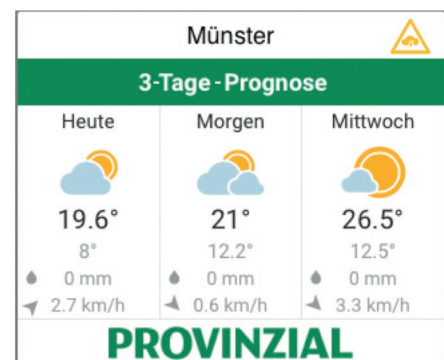 Münster
3-Tage-Prognose
Heute Morgen Mittwoch
19.6° 21° 26.5°
8° 12.2° 12.5°
0 mm 0 mm 0 mm
2.7 km/h 0.6 km/h 3.3 km/h
PROVINZIAL